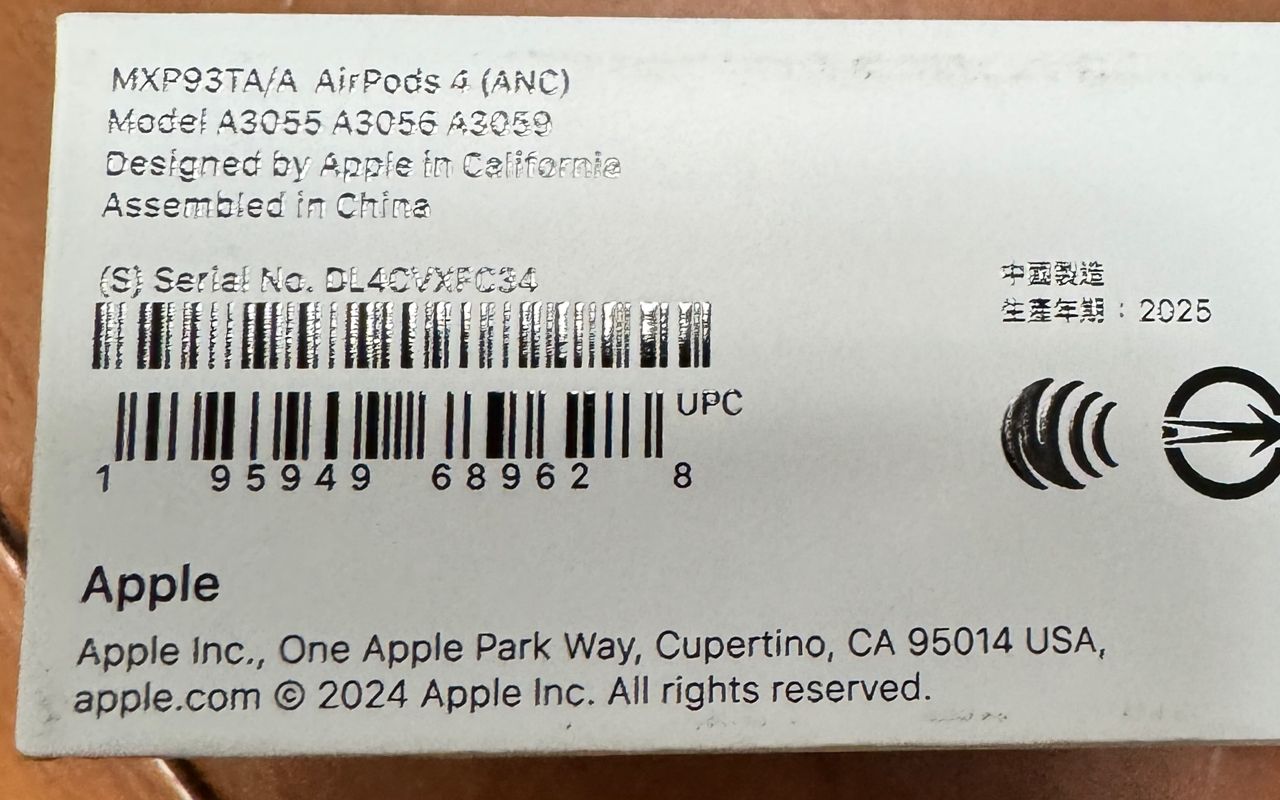 MXP93TA/A AirPods 4 (ANC)
Model A3055 A3056 A3059
Designed by Apple in California
Assembled in China
(S) Serial No. DL4CVXFC34
中國製造
生產年期：2025
UPC
1 95949 68962 8
Apple
Apple Inc., One Apple Park Way, Cupertino, CA 95014 USA,
apple.com © 2024 Apple Inc. All rights reserved.